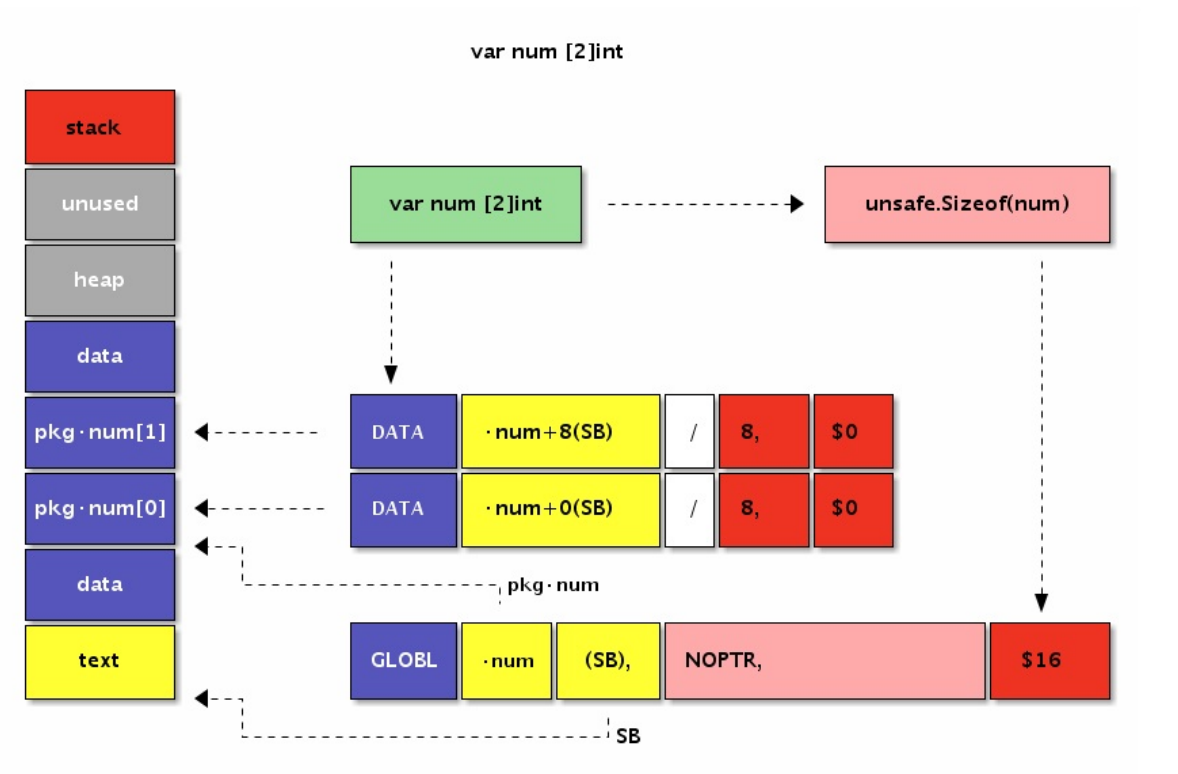 var num [2]int
stack
unused
var num [2]int
unsafe.Sizeof(num)
heap
data
pkg·num[1]
DATA ·num+8(SB) / 8, $0
pkg·num[0]
DATA ·num+0(SB) / 8, $0
data
pkg·num
text
GLOBL ·num (SB), NOPTR, $16
SB